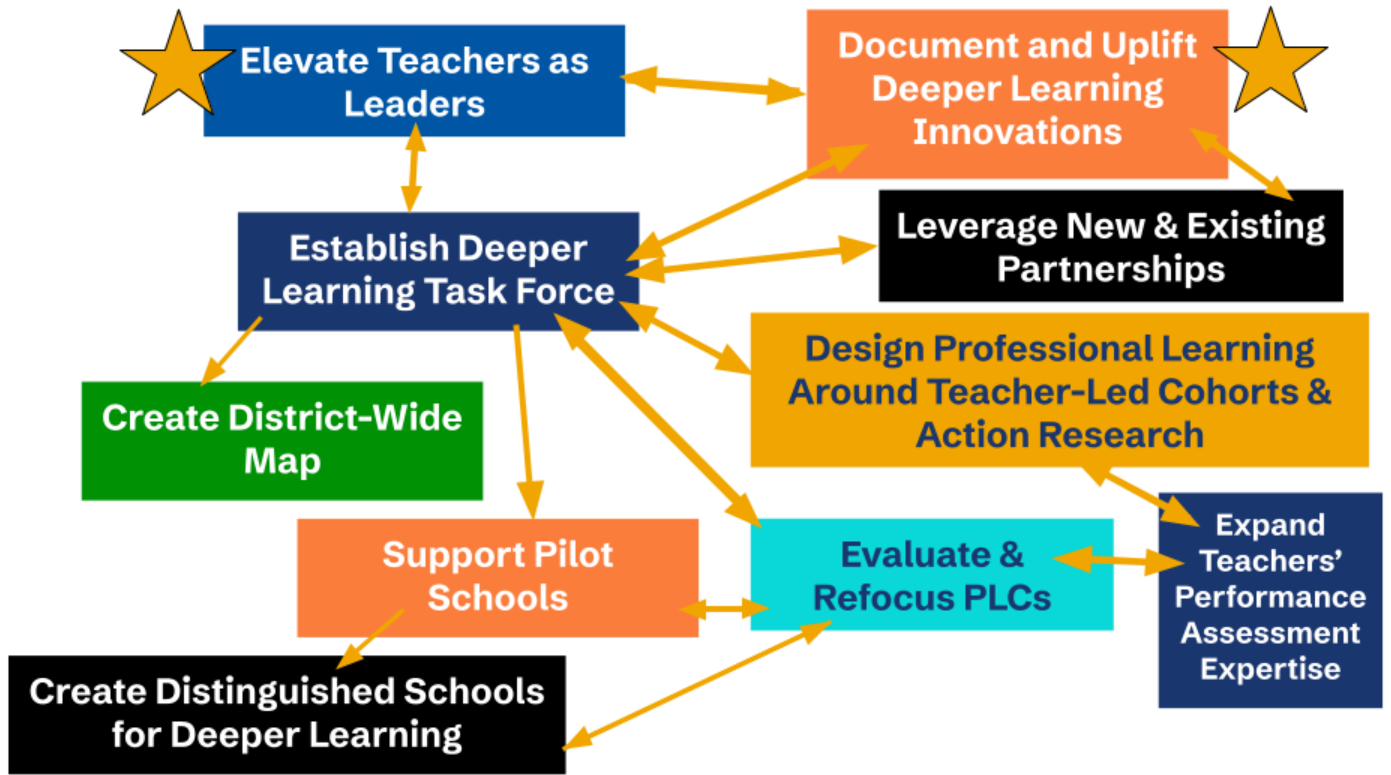 Elevate Teachers as
Leaders
Document and Uplift
Deeper Learning
Innovations
Establish Deeper
Learning Task Force
Leverage New & Existing
Partnerships
Design Professional Learning
Around Teacher-Led Cohorts &
Action Research
Create District-Wide
Map
Support Pilot
Schools
Evaluate &
Refocus PLCs
Expand
Teachers’
Performance
Assessment
Expertise
Create Distinguished Schools
for Deeper Learning